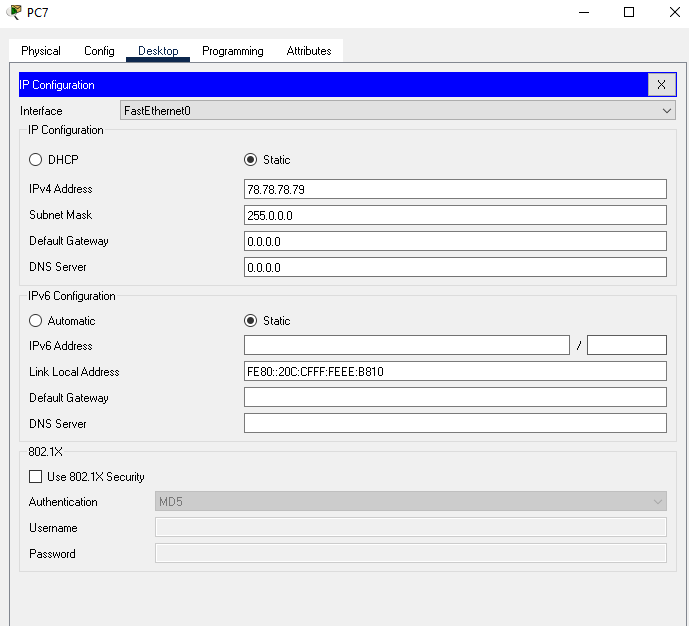 PC7
Physical Config Desktop Programming Attributes
IP Configuration X
Interface FastEthernet0
IP Configuration
DHCP Static
IPv4 Address 78.78.78.79
Subnet Mask 255.0.0.0
Default Gateway 0.0.0.0
DNS Server 0.0.0.0
IPv6 Configuration
Automatic Static
IPv6 Address /
Link Local Address FE80::20C:CFFF:FEEE:B810
Default Gateway
DNS Server
802.1X
Use 802.1X Security
Authentication MD5
Username
Password